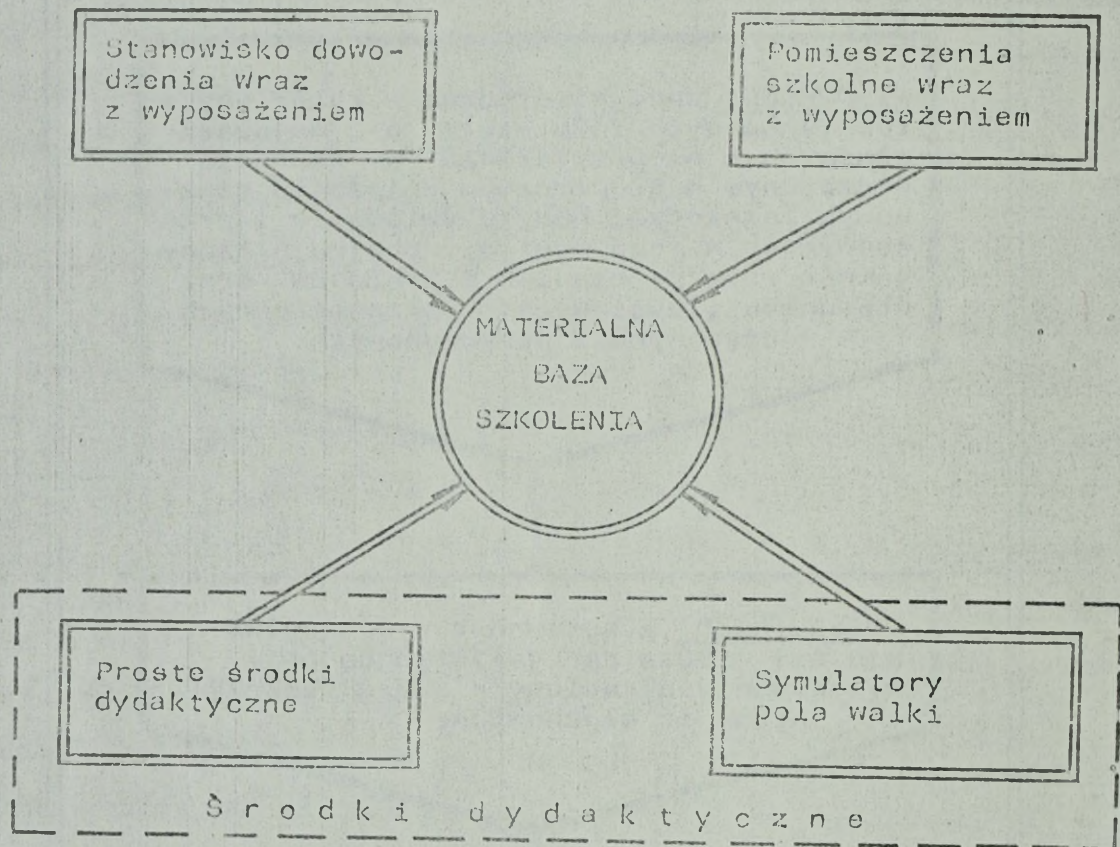 Stanowisko dowo-
dzenia wraz
z wyposażeniem
Pomieszczenia
szkolne wraz
z wyposażeniem
MATERIALNA
BAZA
SZKOLENIA
Proste środki
dydaktyczne
Symulatory
pola walki
Środki dydaktyczne